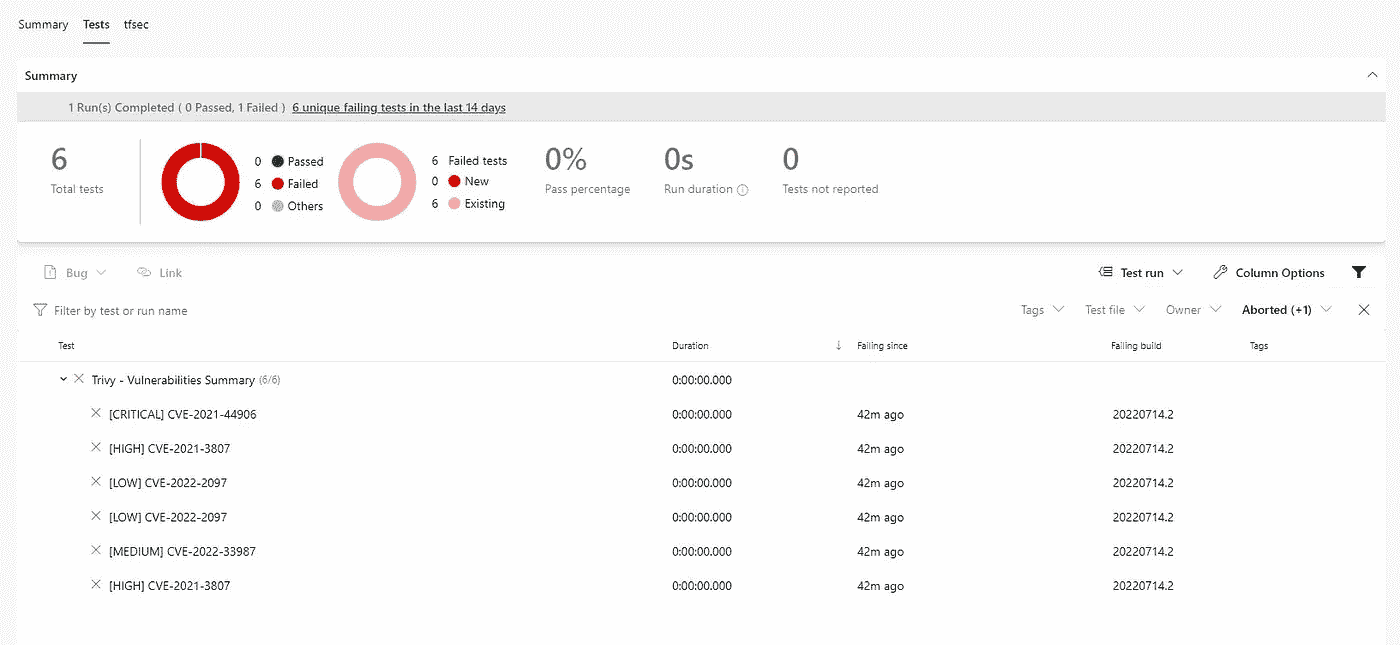 Summary Tests tfsec
Summary
1 Run(s) Completed ( 0 Passed, 1 Failed ) 6 unique failing tests in the last 14 days
6
Total tests
0 Passed
6 Failed
0 Others
6 Failed tests
0 New
6 Existing
0%
Pass percentage
0s
Run duration
0
Tests not reported
Bug Link Test run Column Options
Filter by test or run name Tags Test file Owner Aborted (+1)
Test Duration Failing since Failing build Tags
Trivy - Vulnerabilities Summary (6/6) 0:00:00.000
[CRITICAL] CVE-2021-44906 0:00:00.000 42m ago 20220714.2
[HIGH] CVE-2021-3807 0:00:00.000 42m ago 20220714.2
[LOW] CVE-2022-2097 0:00:00.000 42m ago 20220714.2
[LOW] CVE-2022-2097 0:00:00.000 42m ago 20220714.2
[MEDIUM] CVE-2022-33987 0:00:00.000 42m ago 20220714.2
[HIGH] CVE-2021-3807 0:00:00.000 42m ago 20220714.2